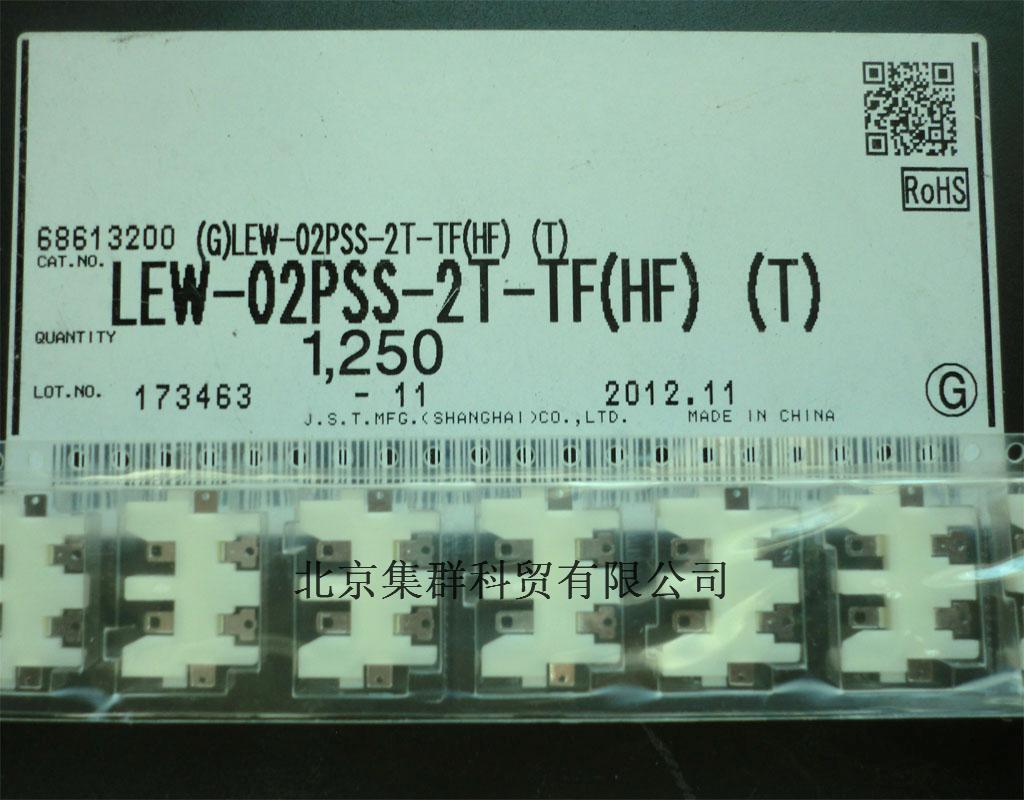 RoHS
68613200 (G)LEW-02PSS-2T-TF(HF) (T)
CAT.NO.
LEW-02PSS-2T-TF(HF) (T)
QUANTITY
1,250
LOT.NO. 173463 - 11 2012.11
G
J.S.T.MFG.(SHANGHAI)CO.,LTD. MADE IN CHINA
北京集群科贸有限公司